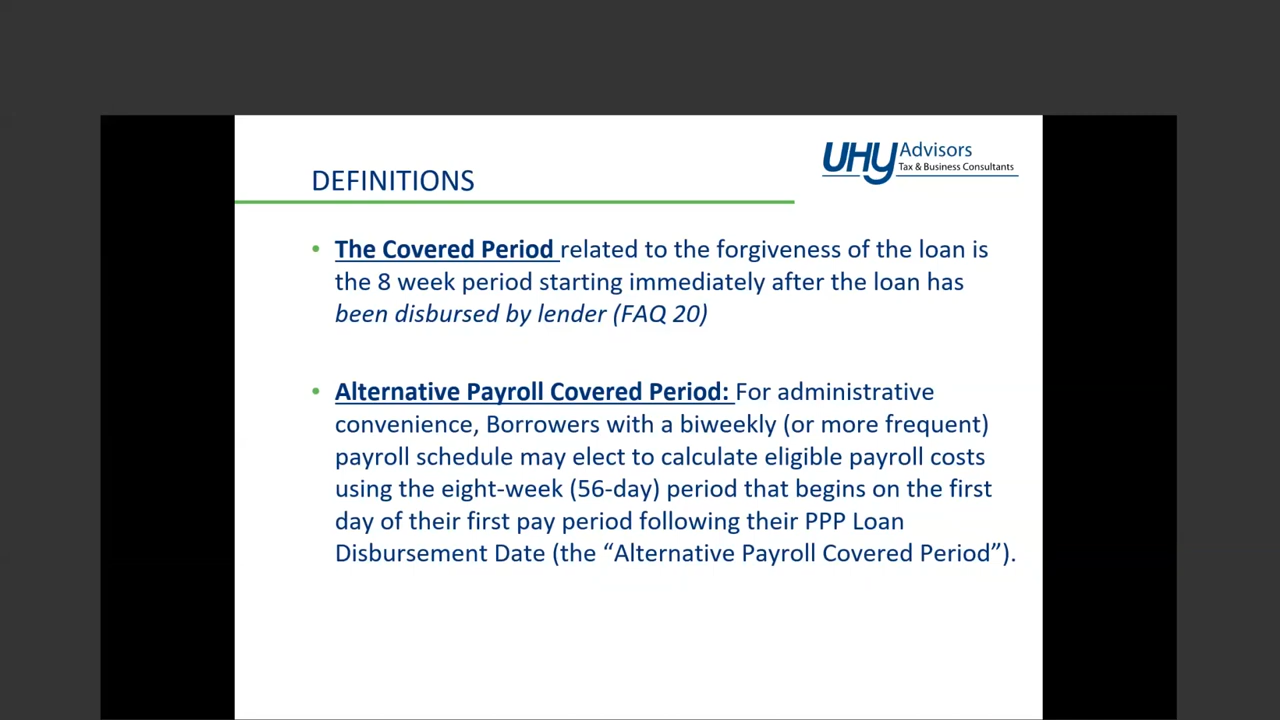 UHY Advisors
Tax & Business Consultants
DEFINITIONS
• The Covered Period related to the forgiveness of the loan is
the 8 week period starting immediately after the loan has
been disbursed by lender (FAQ 20)
• Alternative Payroll Covered Period: For administrative
convenience, Borrowers with a biweekly (or more frequent)
payroll schedule may elect to calculate eligible payroll costs
using the eight-week (56-day) period that begins on the first
day of their first pay period following their PPP Loan
Disbursement Date (the “Alternative Payroll Covered Period”).